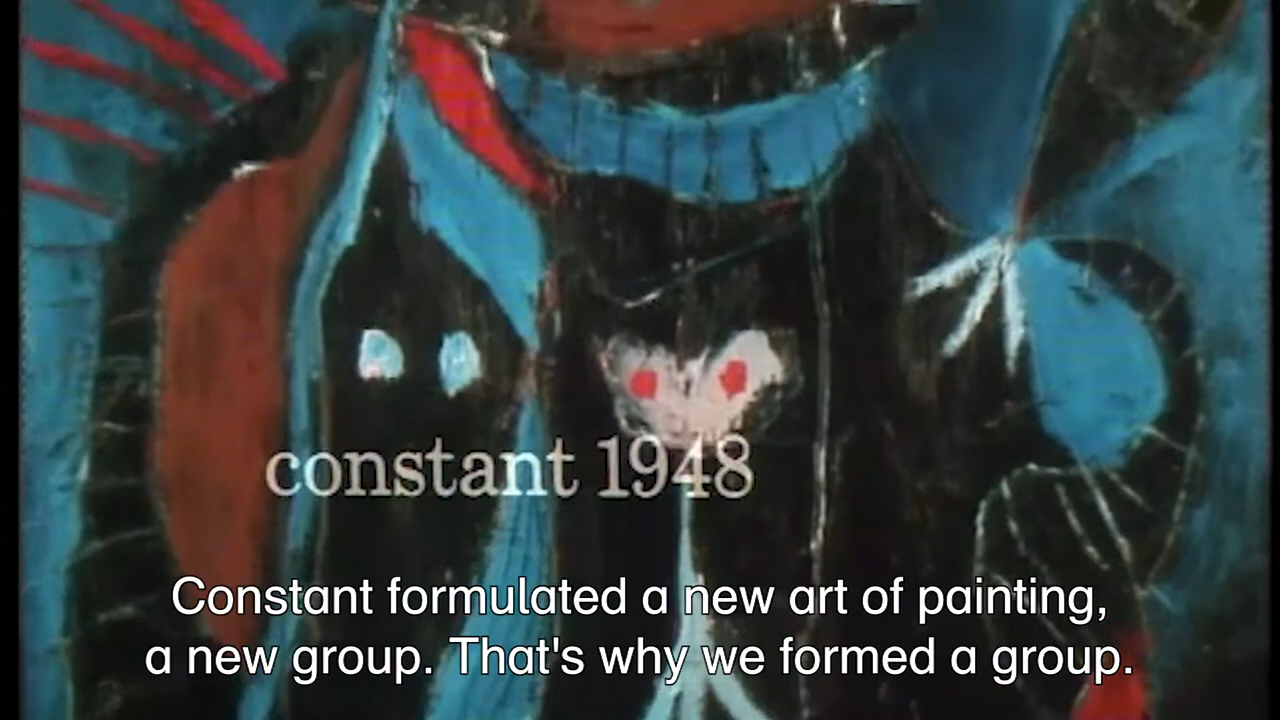 constant 1948
Constant formulated a new art of painting,
a new group. That's why we formed a group.